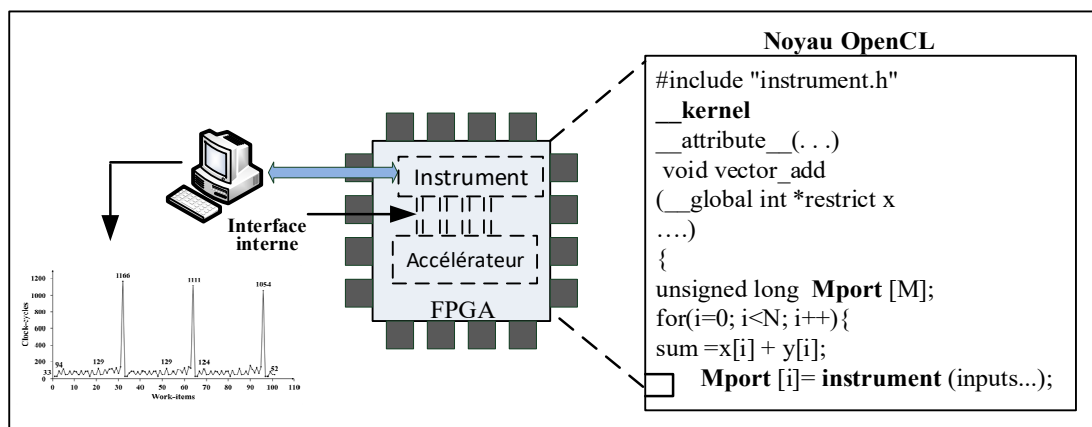 Noyau OpenCL
#include "instrument.h"
__kernel
__attribute__(. . .)
void vector_add
(__global int *restrict x
….)
{
unsigned long Mport [M];
for(i=0; i<N; i++){
sum =x[i] + y[i];
Mport [i]= instrument (inputs...);
Instrument
Interface
interne
Accélérateur
FPGA
Clock-cycles
1200
1000
800
600
400
200
0
33
94
129
1166
129
1111
124
1054
52
0 10 20 30 40 50 60 70 80 90 100 110
Work-items